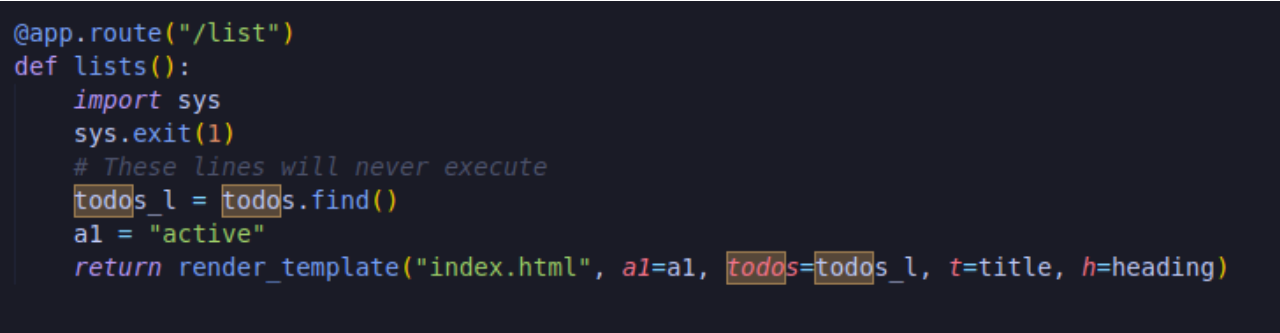 @app.route("/list")
def lists():
    import sys
    sys.exit(1)
    # These lines will never execute
    todos_l = todos.find()
    a1 = "active"
    return render_template("index.html", a1=a1, todos=todos_l, t=title, h=heading)